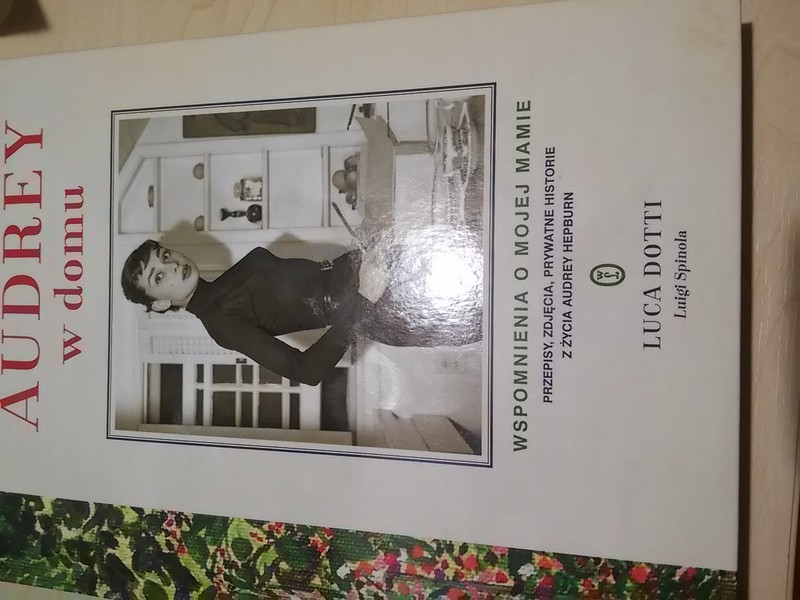 AUDREY
w domu
WSPOMNIENIA O MOJEJ MAMIE
PRZEPISY, ZDJĘCIA, PRYWATNE HISTORIE
Z ŻYCIA AUDREY HEPBURN
LUCA DOTTI
Luigi Spinola